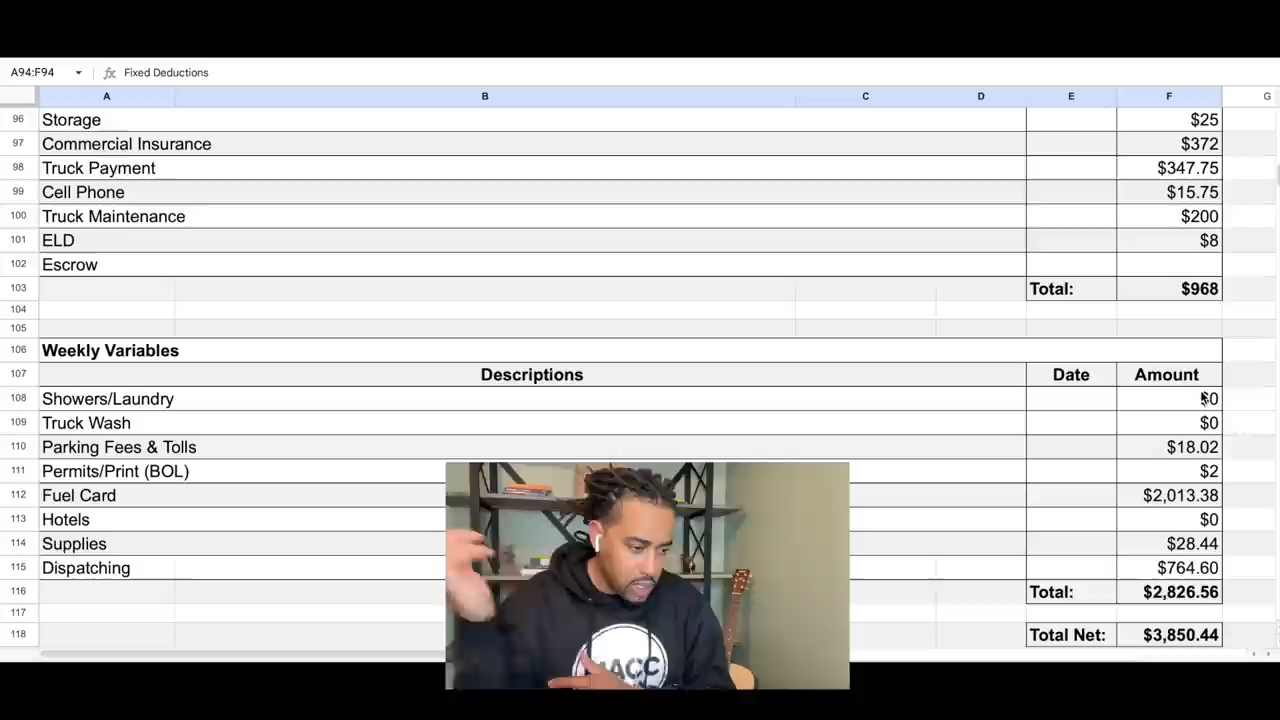 A94:F94 fx Fixed Deductions
A B C D E F G
96 Storage $25
97 Commercial Insurance $372
98 Truck Payment $347.75
99 Cell Phone $15.75
100 Truck Maintenance $200
101 ELD $8
102 Escrow
103 Total: $968
104
105
106 Weekly Variables
107 Descriptions Date Amount
108 Showers/Laundry $0
109 Truck Wash $0
110 Parking Fees & Tolls $18.02
111 Permits/Print (BOL) $2
112 Fuel Card $2,013.38
113 Hotels $0
114 Supplies $28.44
115 Dispatching $764.60
116 Total: $2,826.56
117
118 Total Net: $3,850.44